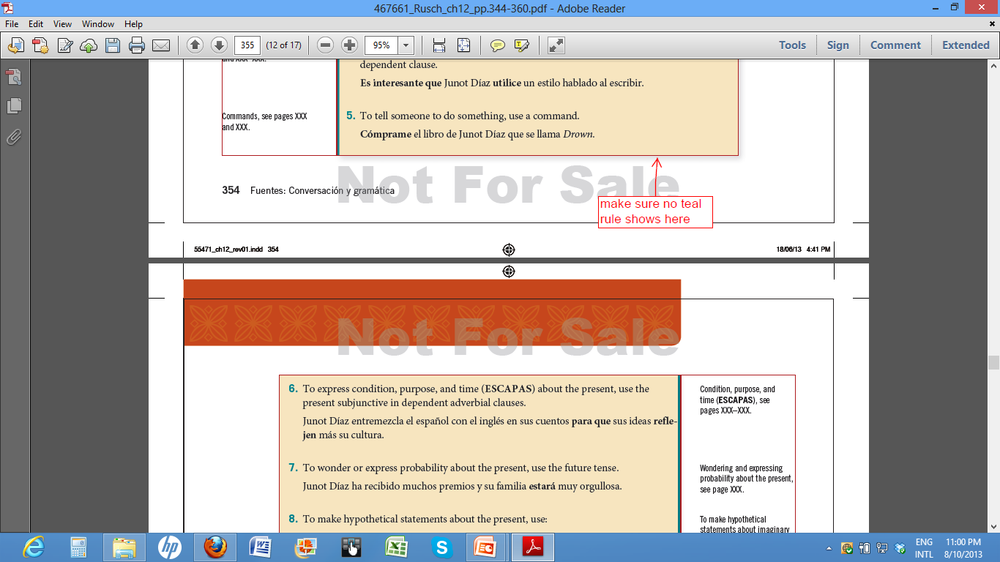 467661_Rusch_ch12_pp.344-360.pdf - Adobe Reader
File Edit View Window Help
355 (12 of 17) 95% Tools Sign Comment Extended
dependent clause.
Es interesante que Junot Díaz utilice un estilo hablado al escribir.
Commands, see pages XXX
and XXX.
5. To tell someone to do something, use a command.
Cómprame el libro de Junot Díaz que se llama Drown.
Not For Sale
354 Fuentes: Conversación y gramática
make sure no teal
rule shows here
55471_ch12_rev01.indd 354 18/06/13 4:41 PM
Not For Sale
6. To express condition, purpose, and time (ESCAPAS) about the present, use the
present subjunctive in dependent adverbial clauses.
Junot Díaz entremezcla el español con el inglés en sus cuentos para que sus ideas refle-
jen más su cultura.
Condition, purpose, and
time (ESCAPAS), see
pages XXX–XXX.
7. To wonder or express probability about the present, use the future tense.
Junot Díaz ha recibido muchos premios y su familia estará muy orgullosa.
Wondering and expressing
probability about the present,
see page XXX.
8. To make hypothetical statements about the present, use:
To make hypothetical
statements about imaginary
ENG 11:00 PM
INTL 8/10/2013